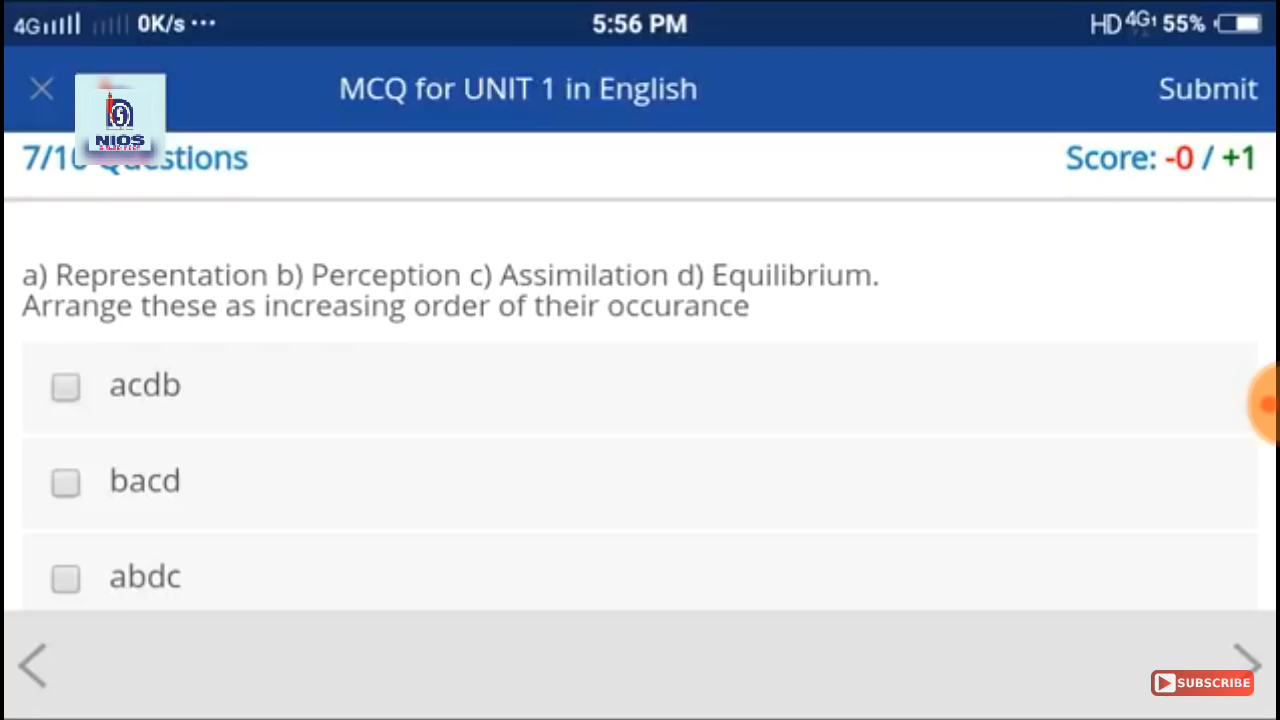 4G 0K/s ··· 5:56 PM HD 4G 55%
MCQ for UNIT 1 in English Submit
NIOS
7/10 Questions Score: -0 / +1
a) Representation b) Perception c) Assimilation d) Equilibrium.
Arrange these as increasing order of their occurance
acdb
bacd
abdc
SUBSCRIBE